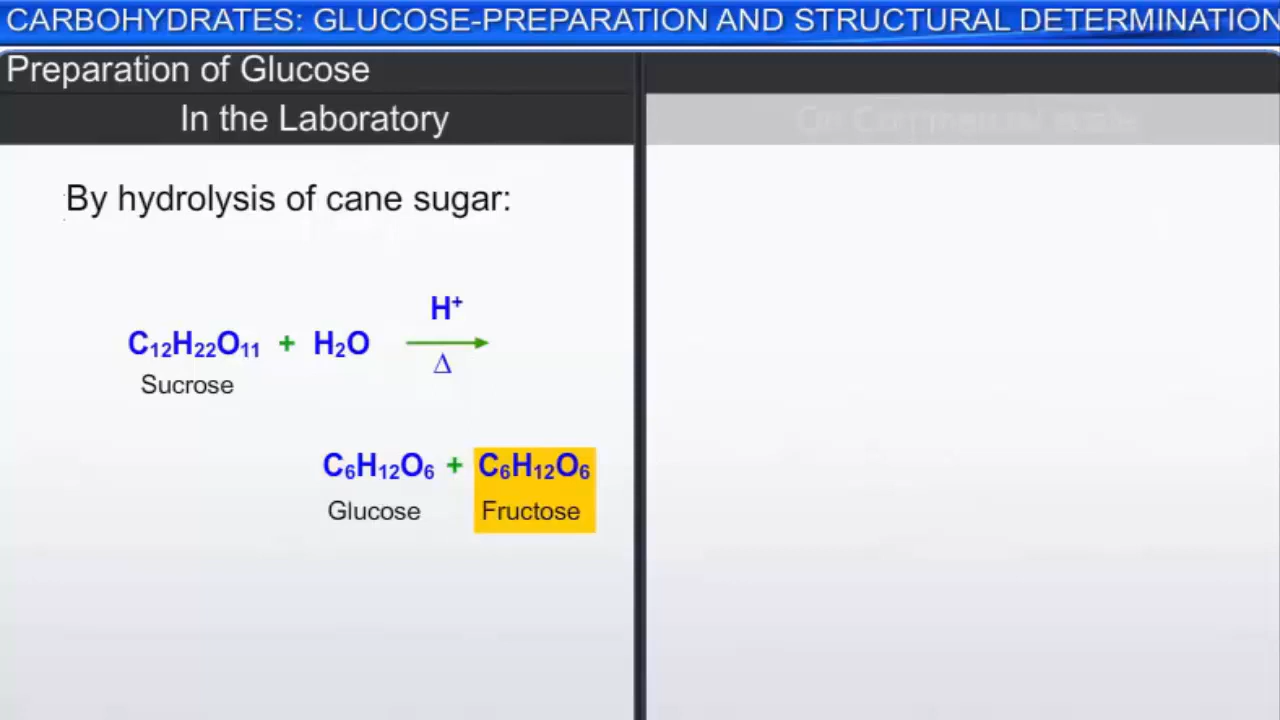 CARBOHYDRATES: GLUCOSE-PREPARATION AND STRUCTURAL DETERMINATION
Preparation of Glucose
In the Laboratory
By hydrolysis of cane sugar:
H⁺
C₁₂H₂₂O₁₁ + H₂O
Δ
Sucrose
C₆H₁₂O₆ + C₆H₁₂O₆
Glucose Fructose